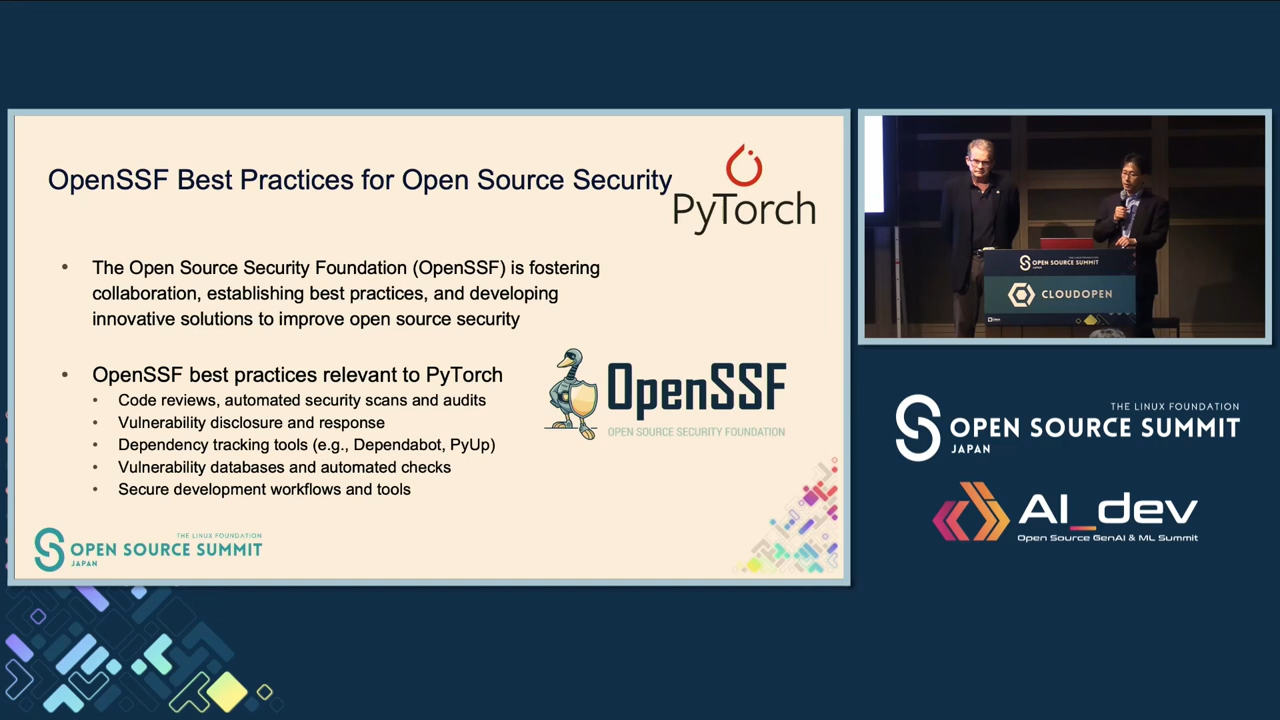 OpenSSF Best Practices for Open Source Security
PyTorch
• The Open Source Security Foundation (OpenSSF) is fostering
collaboration, establishing best practices, and developing
innovative solutions to improve open source security
• OpenSSF best practices relevant to PyTorch
• Code reviews, automated security scans and audits
• Vulnerability disclosure and response
• Dependency tracking tools (e.g., Dependabot, PyUp)
• Vulnerability databases and automated checks
• Secure development workflows and tools
OpenSSF
OPEN SOURCE SECURITY FOUNDATION
THE LINUX FOUNDATION
OPEN SOURCE SUMMIT
JAPAN
OPEN SOURCE SUMMIT
JAPAN
CLOUDOPEN
THE LINUX FOUNDATION
OPEN SOURCE SUMMIT
JAPAN
AI_dev
Open Source GenAI & ML Summit